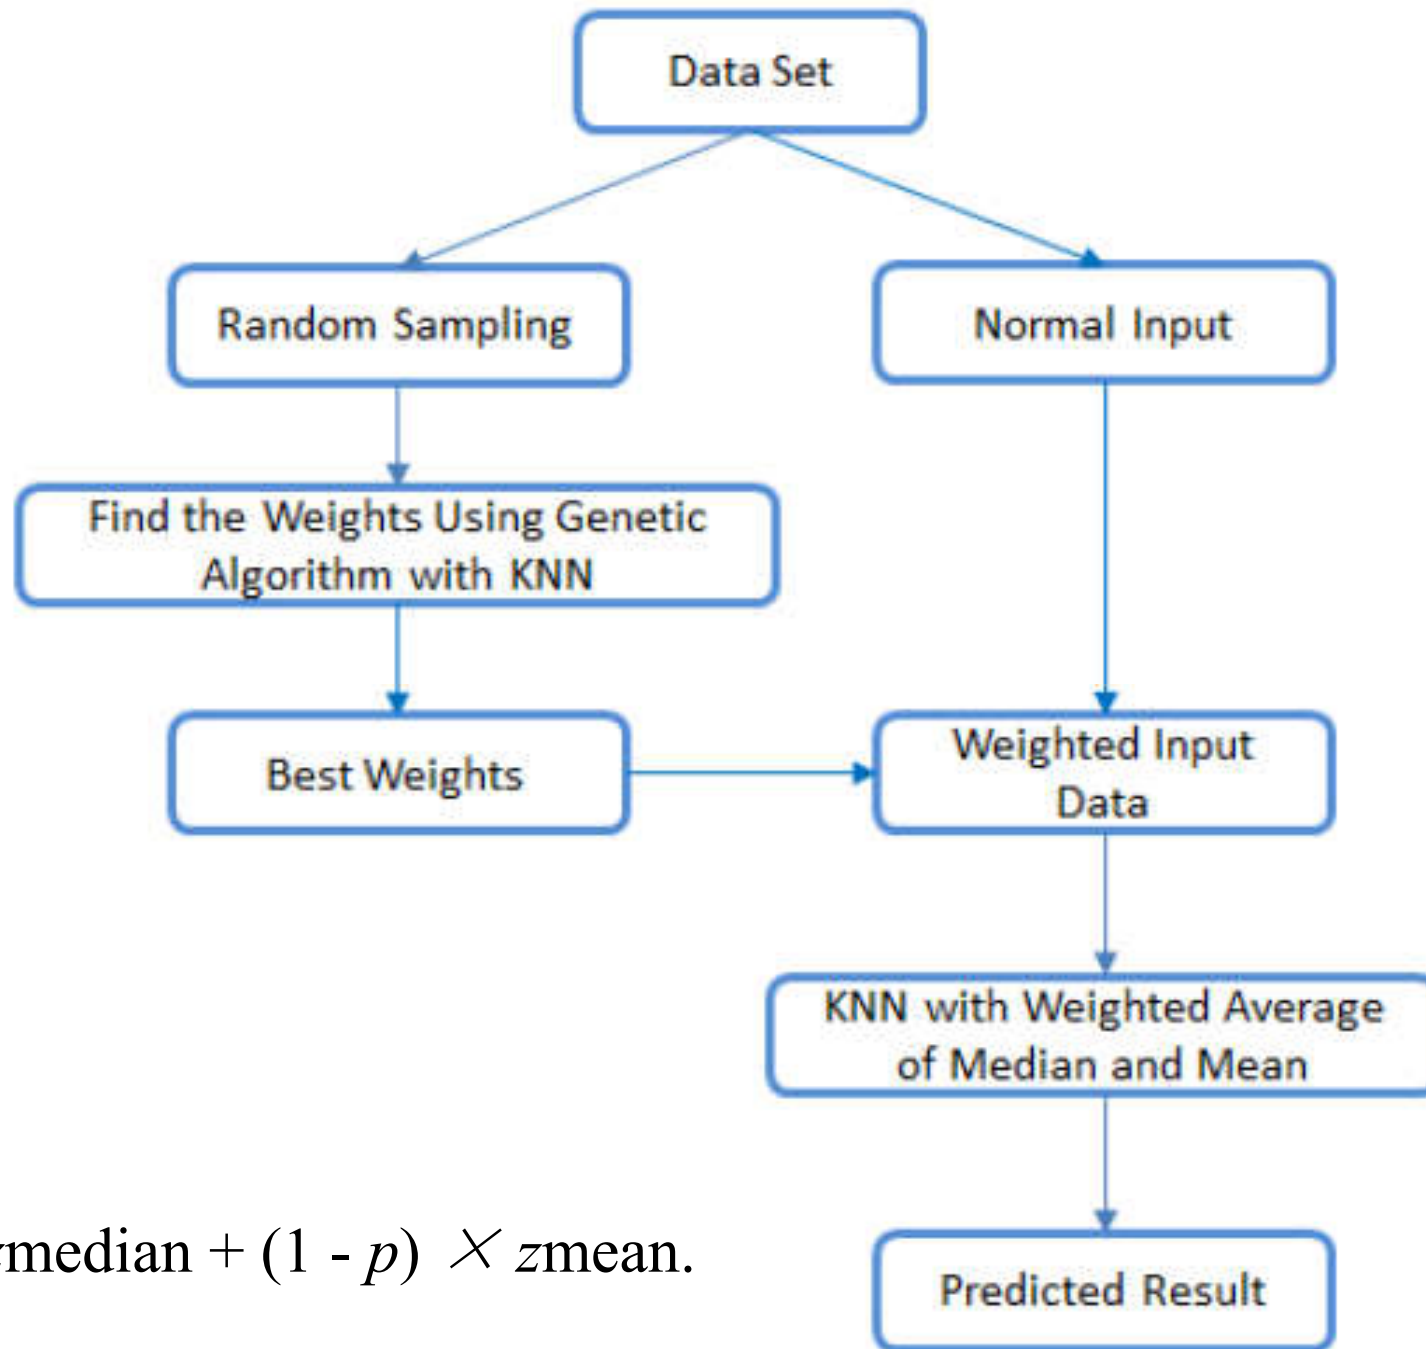 Data Set
Random Sampling
Normal Input
Find the Weights Using Genetic
Algorithm with KNN
Best Weights
Weighted Input
Data
KNN with Weighted Average
of Median and Mean
median + (1 - p) × zmean.
Predicted Result